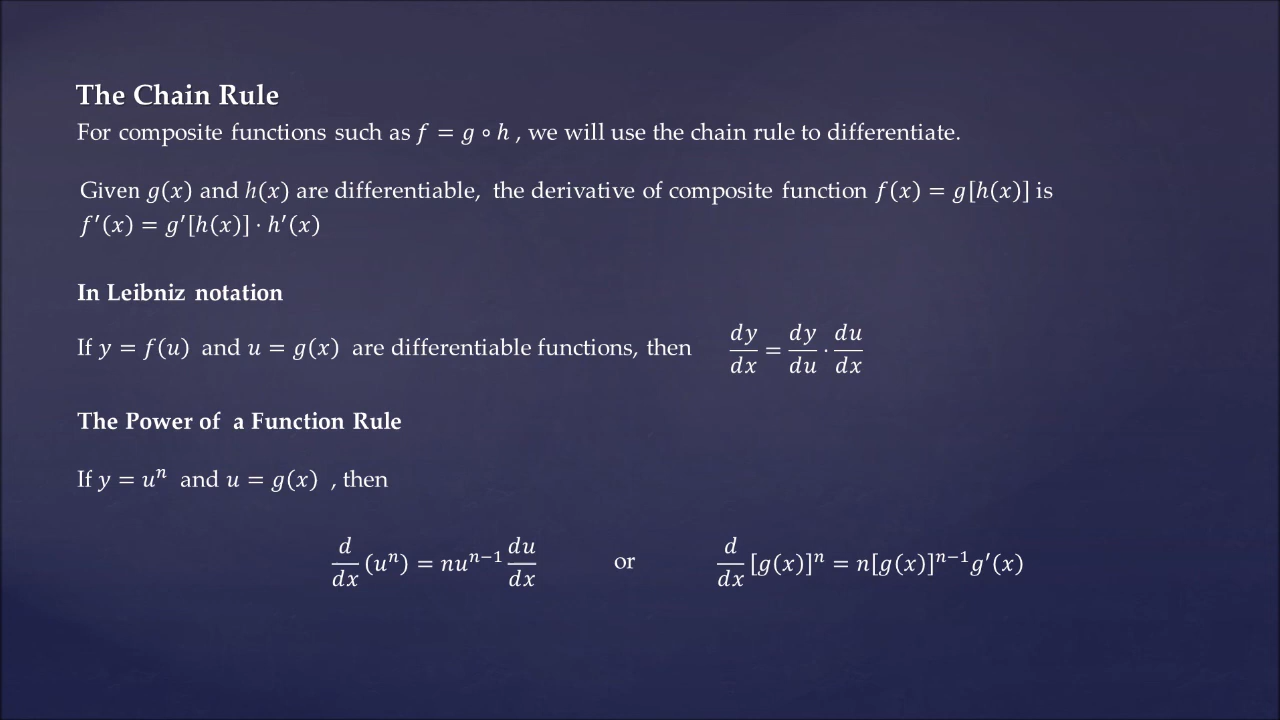 The Chain Rule
For composite functions such as 𝑓 = 𝑔 ∘ ℎ , we will use the chain rule to differentiate.
Given 𝑔(𝑥) and ℎ(𝑥) are differentiable, the derivative of composite function 𝑓(𝑥) = 𝑔[ℎ(𝑥)] is
𝑓′(𝑥) = 𝑔′[ℎ(𝑥)] · ℎ′(𝑥)
In Leibniz notation
If 𝑦 = 𝑓(𝑢) and 𝑢 = 𝑔(𝑥) are differentiable functions, then dy/dx = dy/du · du/dx
The Power of a Function Rule
If 𝑦 = 𝑢ⁿ and 𝑢 = 𝑔(𝑥) , then
d/dx (uⁿ) = nuⁿ⁻¹ du/dx or d/dx [g(x)]ⁿ = n[g(x)]ⁿ⁻¹g′(x)